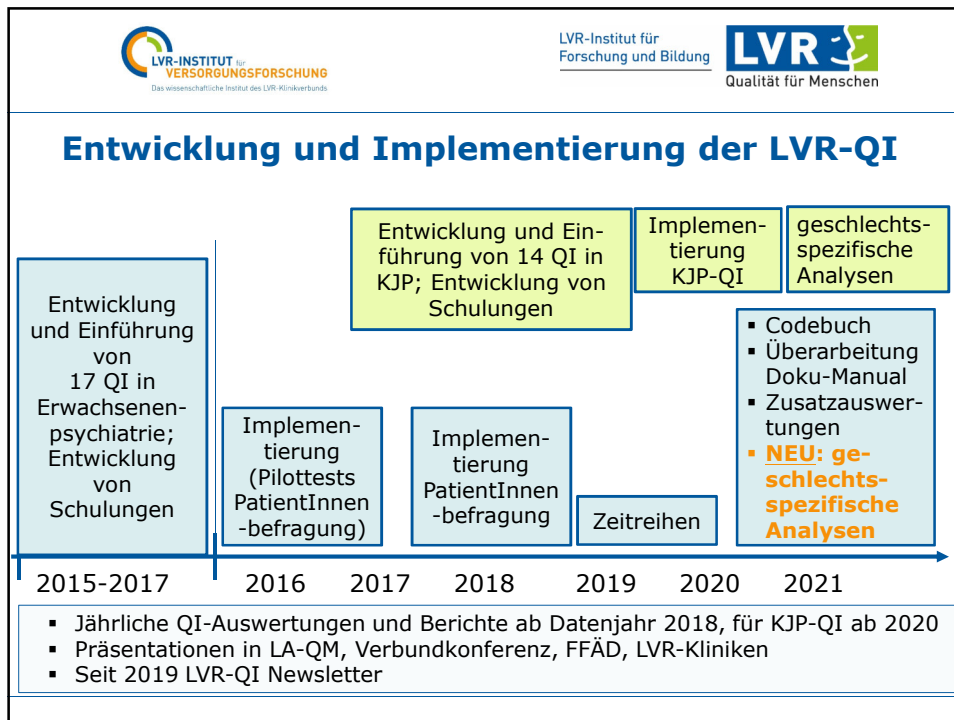 LVR-INSTITUT für
VERSORGUNGSFORSCHUNG
Das wissenschaftliche Institut des LVR-Klinikverbunds
LVR-Institut für
Forschung und Bildung
LVR
Qualität für Menschen
Entwicklung und Implementierung der LVR-QI
Entwicklung und Ein-
führung von 14 QI in
KJP; Entwicklung von
Schulungen
Implemen-
tierung
KJP-QI
geschlechts-
spezifische
Analysen
Entwicklung
und Einführung
von
17 QI in
Erwachsenen-
psychiatrie;
Entwicklung
von
Schulungen
Implemen-
tierung
(Pilottests
PatientInnen
-befragung)
Implemen-
tierung
PatientInnen
-befragung
Zeitreihen
▪ Codebuch
▪ Überarbeitung
Doku-Manual
▪ Zusatzauswer-
tungen
▪ NEU: ge-
schlechts-
spezifische
Analysen
2015-2017 2016 2017 2018 2019 2020 2021
▪ Jährliche QI-Auswertungen und Berichte ab Datenjahr 2018, für KJP-QI ab 2020
▪ Präsentationen in LA-QM, Verbundkonferenz, FFÄD, LVR-Kliniken
▪ Seit 2019 LVR-QI Newsletter